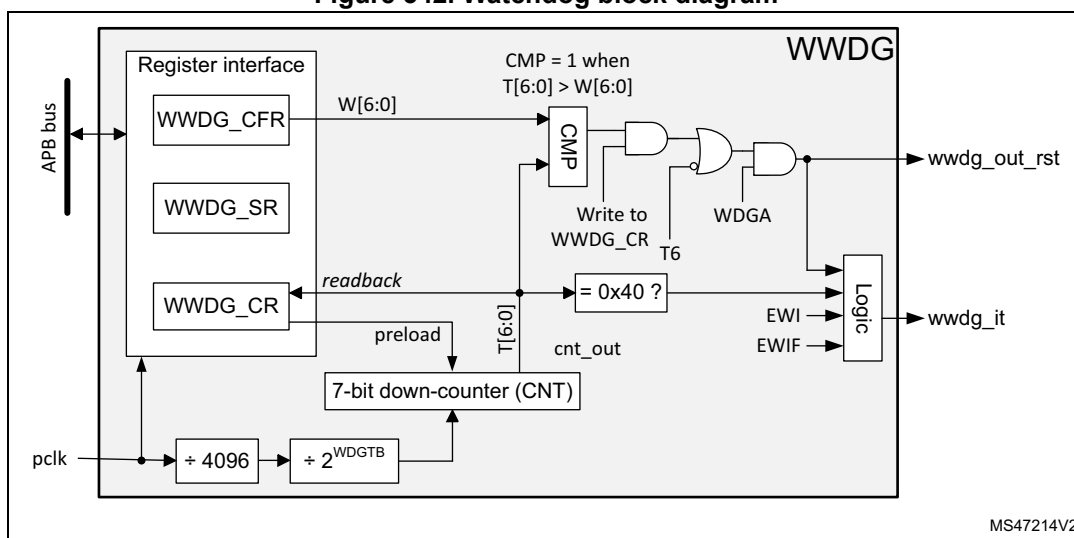 Figure 542. Watchdog block diagram
WWDG
Register interface
CMP = 1 when
T[6:0] > W[6:0]
APB bus
WWDG_CFR
W[6:0]
CMP
wwdg_out_rst
WWDG_SR
Write to
WWDG_CR
T6
WDGA
readback
= 0x40 ?
Logic
WWDG_CR
preload
T[6:0]
cnt_out
EWI
wwdg_it
EWIF
7-bit down-counter (CNT)
pclk
÷ 4096
÷ 2^WDGTB
MS47214V2